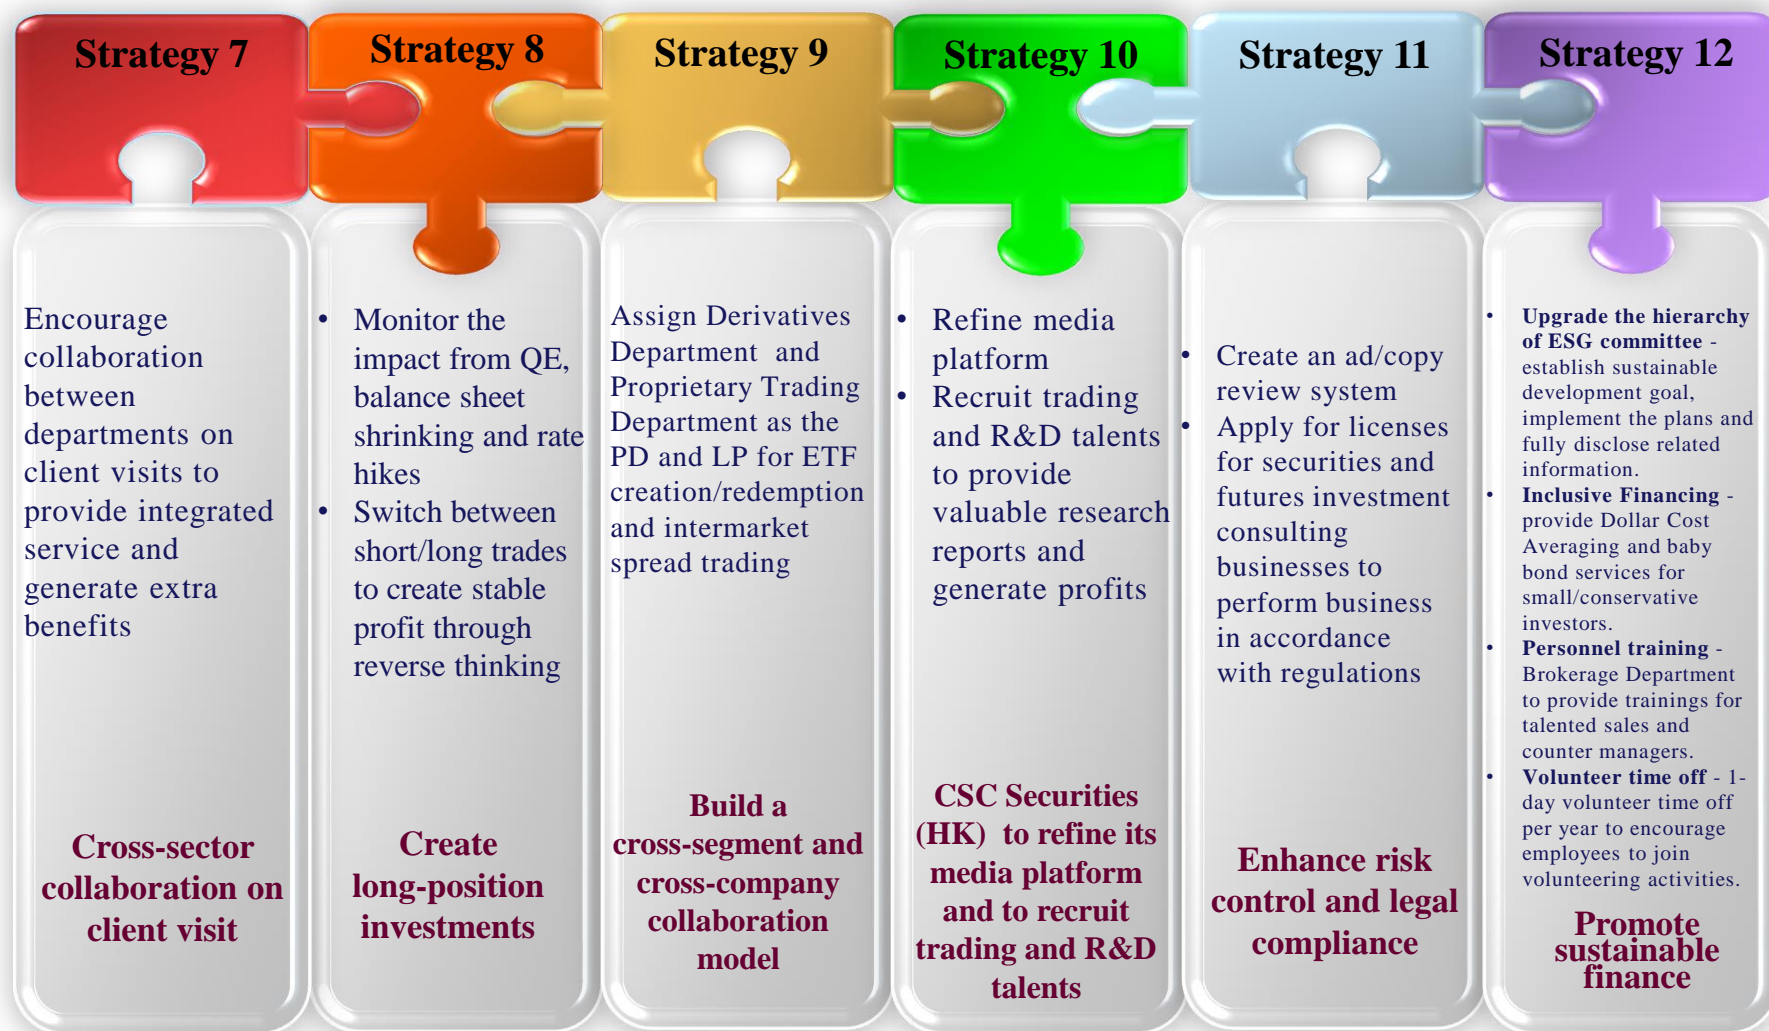 Strategy 7
Encourage
collaboration
between
departments on
client visits to
provide integrated
service and
generate extra
benefits
Cross-sector
collaboration on
client visit
Strategy 8
• Monitor the
impact from QE,
balance sheet
shrinking and rate
hikes
• Switch between
short/long trades
to create stable
profit through
reverse thinking
Create
long-position
investments
Strategy 9
Assign Derivatives
Department and
Proprietary Trading
Department as the
PD and LP for ETF
creation/redemption
and intermarket
spread trading
Build a
cross-segment and
cross-company
collaboration
model
Strategy 10
• Refine media
platform
• Recruit trading
and R&D talents
to provide
valuable research
reports and
generate profits
CSC Securities
(HK) to refine its
media platform
and to recruit
trading and R&D
talents
Strategy 11
• Create an ad/copy
review system
• Apply for licenses
for securities and
futures investment
consulting
businesses to
perform business
in accordance
with regulations
Enhance risk
control and legal
compliance
Strategy 12
• Upgrade the hierarchy
of ESG committee -
establish sustainable
development goal,
implement the plans and
fully disclose related
information.
• Inclusive Financing -
provide Dollar Cost
Averaging and baby
bond services for
small/conservative
investors.
• Personnel training -
Brokerage Department
to provide trainings for
talented sales and
counter managers.
• Volunteer time off - 1-
day volunteer time off
per year to encourage
employees to join
volunteering activities.
Promote
sustainable
finance